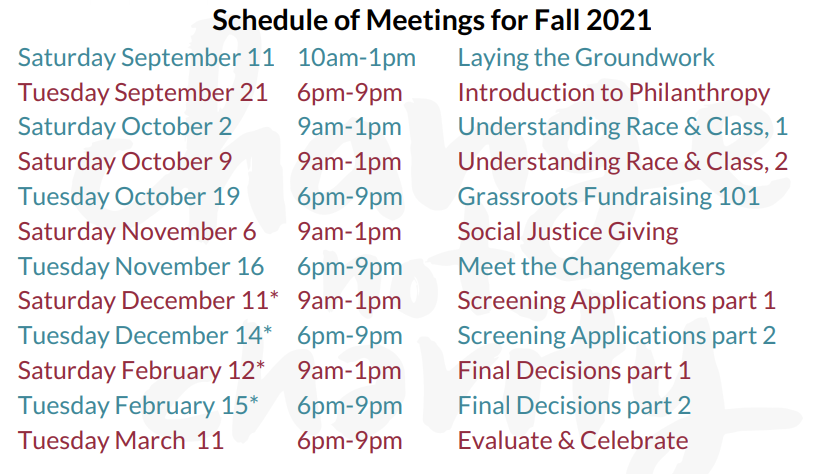 Schedule of Meetings for Fall 2021
Saturday September 11 10am-1pm Laying the Groundwork
Tuesday September 21 6pm-9pm Introduction to Philanthropy
Saturday October 2 9am-1pm Understanding Race & Class, 1
Saturday October 9 9am-1pm Understanding Race & Class, 2
Tuesday October 19 6pm-9pm Grassroots Fundraising 101
Saturday November 6 9am-1pm Social Justice Giving
Tuesday November 16 6pm-9pm Meet the Changemakers
Saturday December 11* 9am-1pm Screening Applications part 1
Tuesday December 14* 6pm-9pm Screening Applications part 2
Saturday February 12* 9am-1pm Final Decisions part 1
Tuesday February 15* 6pm-9pm Final Decisions part 2
Tuesday March 11 6pm-9pm Evaluate & Celebrate
change
not
charity